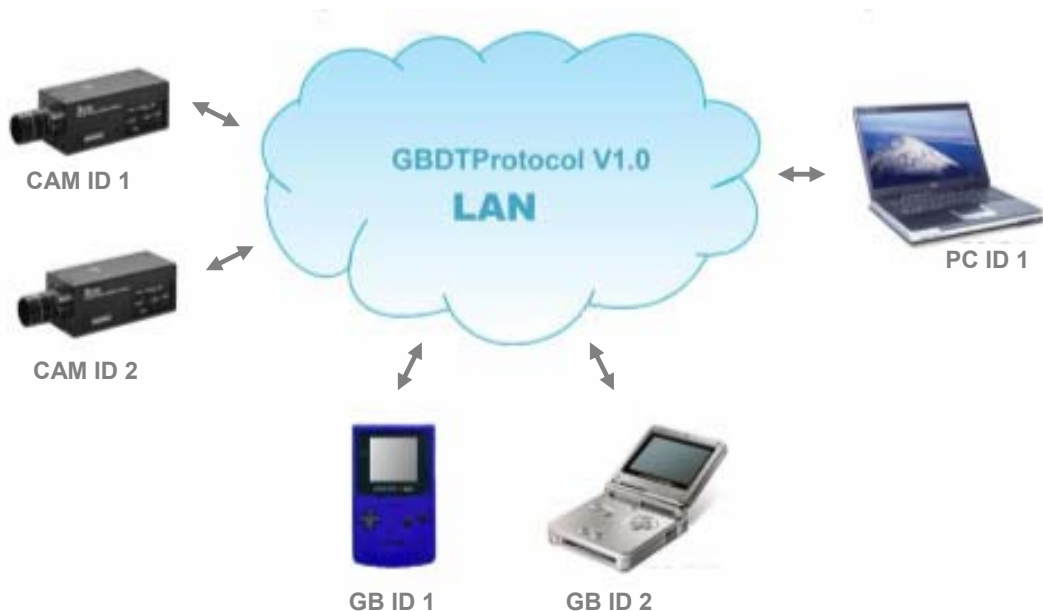 GBDTProtocol V1.0
LAN
CAM ID 1
PC ID 1
CAM ID 2
GB ID 1
GB ID 2